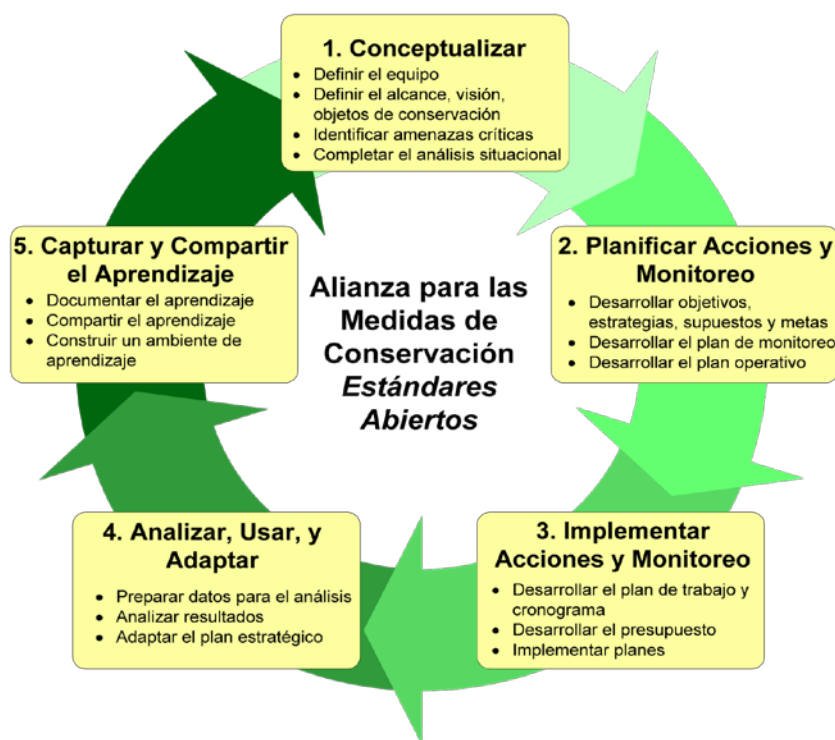 1. Conceptualizar
• Definir el equipo
• Definir el alcance, visión,
objetos de conservación
• Identificar amenazas críticas
• Completar el análisis situacional
2. Planificar Acciones y
Monitoreo
• Desarrollar objetivos,
estrategias, supuestos y metas
• Desarrollar el plan de monitoreo
• Desarrollar el plan operativo
3. Implementar
Acciones y Monitoreo
• Desarrollar el plan de trabajo y
cronograma
• Desarrollar el presupuesto
• Implementar planes
4. Analizar, Usar, y
Adaptar
• Preparar datos para el análisis
• Analizar resultados
• Adaptar el plan estratégico
5. Capturar y Compartir
el Aprendizaje
• Documentar el aprendizaje
• Compartir el aprendizaje
• Construir un ambiente de
aprendizaje
Alianza para las
Medidas de
Conservación
Estándares
Abiertos